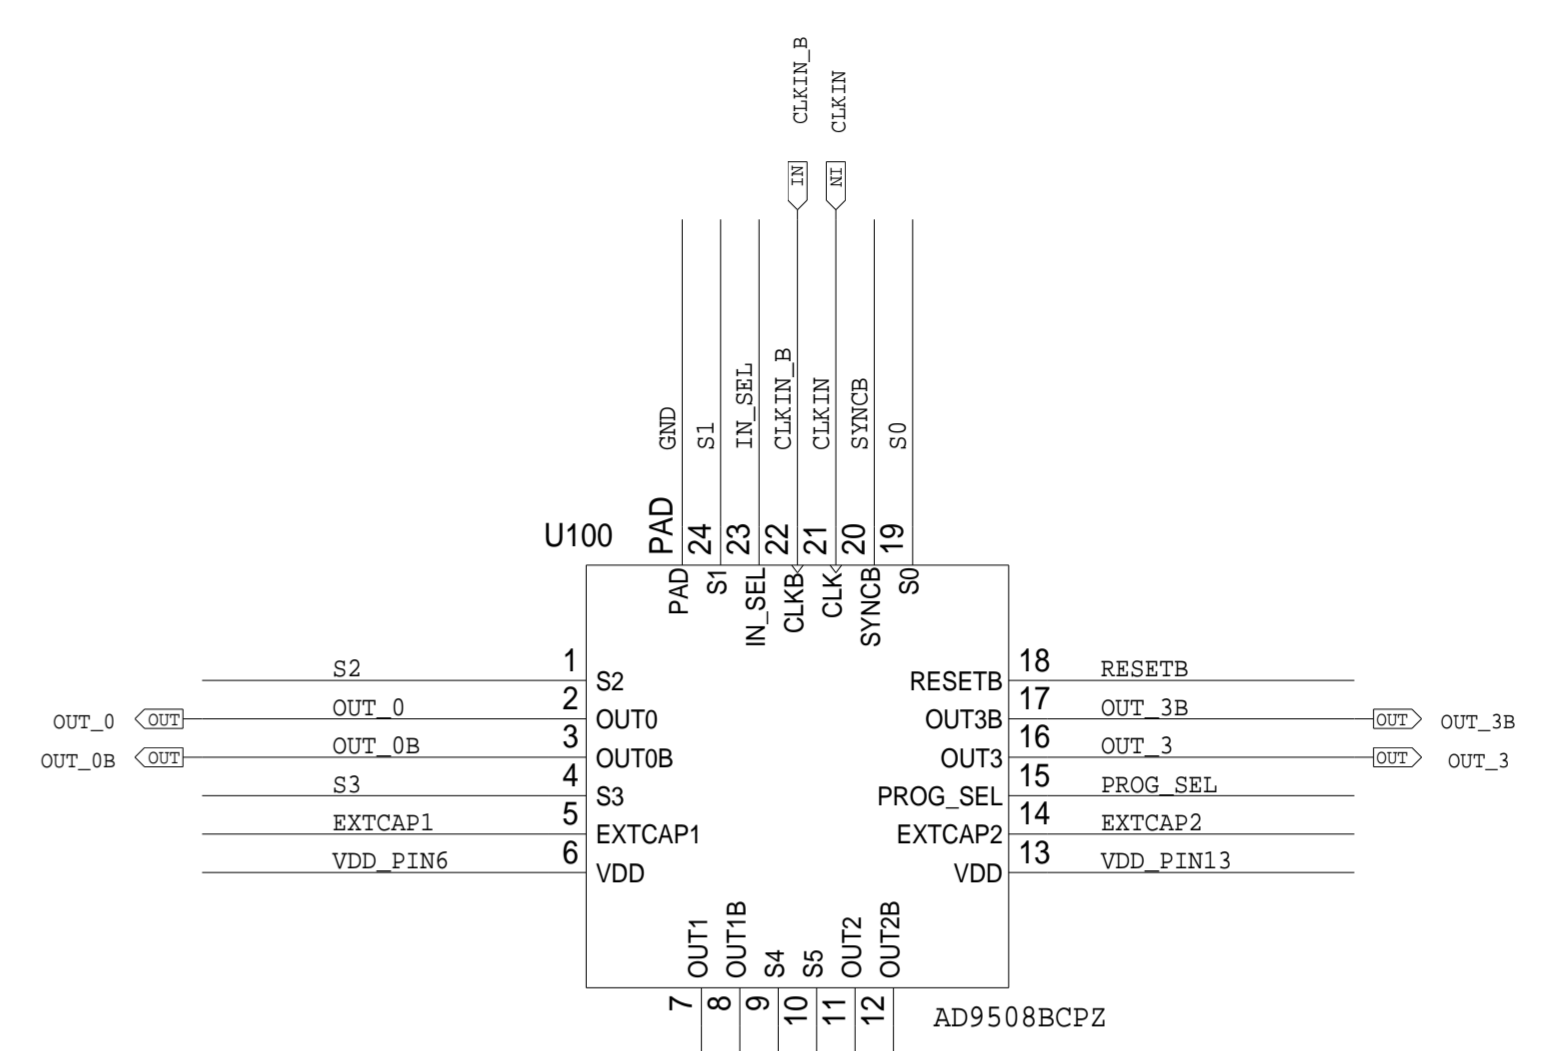 CLKIN_B
CLKIN
IN
IN
GND
S1
IN_SEL
CLKIN_B
CLKIN
SYNCB
S0
U100
PAD
24
23
22
21
20
19
PAD
S1
IN_SEL
CLKB
CLK
SYNCB
S0
S2 1 S2
OUT_0 OUT OUT_0 2 OUT0
OUT_0B OUT OUT_0B 3 OUT0B
S3 4 S3
EXTCAP1 5 EXTCAP1
VDD_PIN6 6 VDD
RESETB 18 RESETB
OUT3B 17 OUT_3B OUT OUT_3B
OUT3 16 OUT_3 OUT OUT_3
PROG_SEL 15 PROG_SEL
EXTCAP2 14 EXTCAP2
VDD 13 VDD_PIN13
OUT1
OUT1B
S4
S5
OUT2
OUT2B
7
8
9
10
11
12
AD9508BCPZ